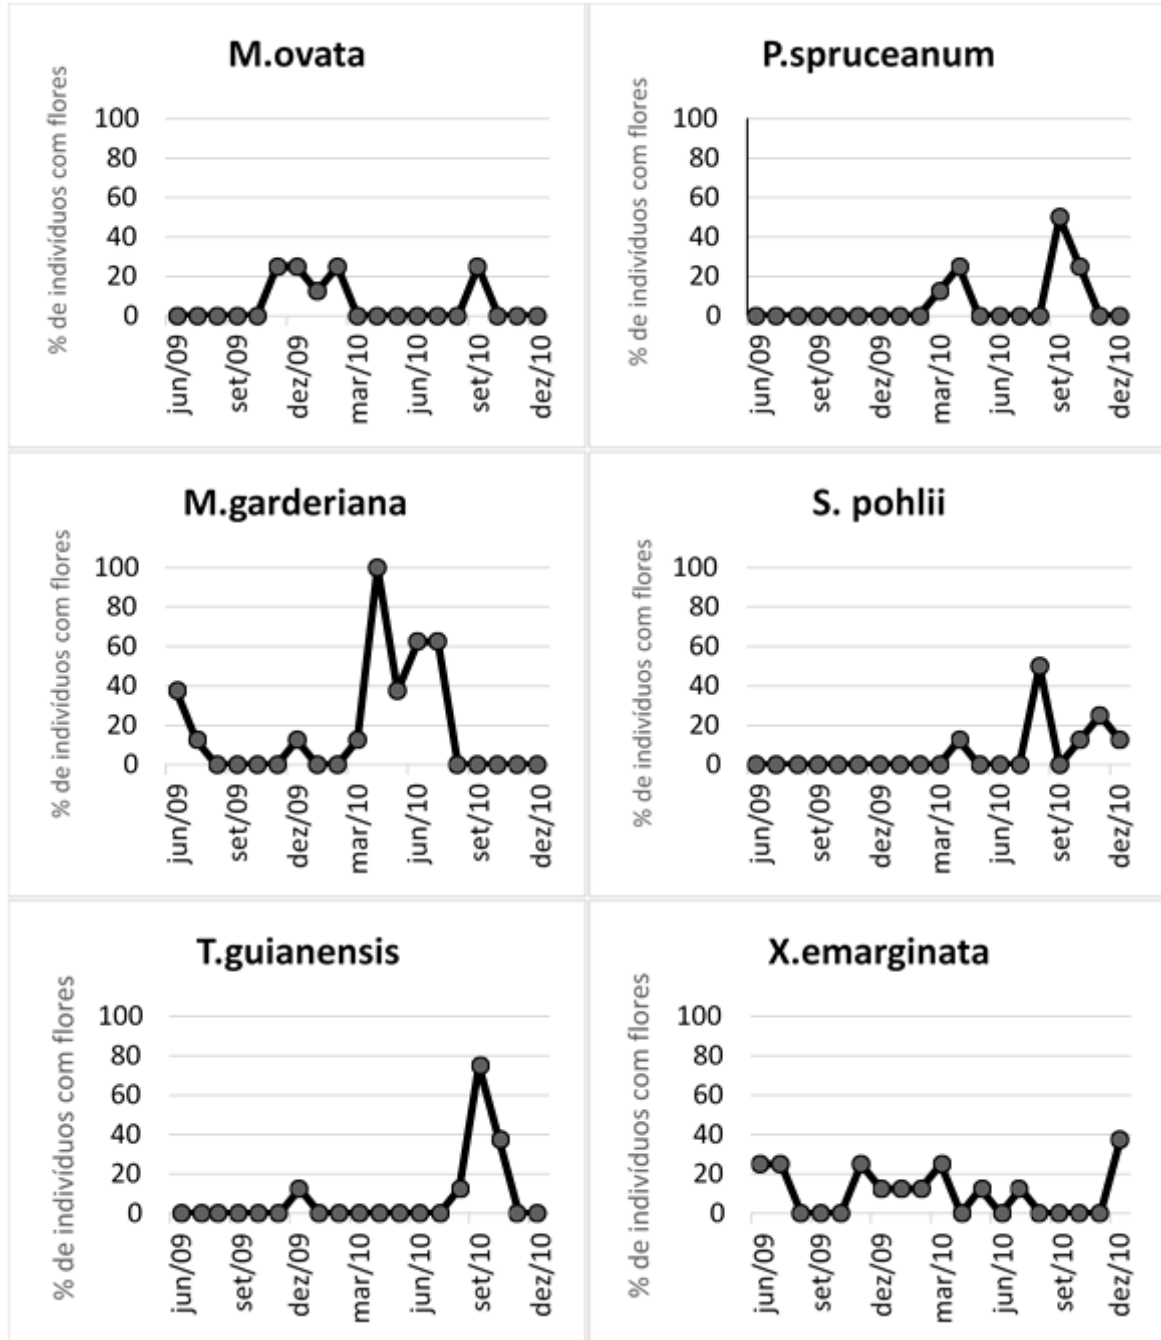 M.ovata
% de indivíduos com flores
100
80
60
40
20
0
jun/09
set/09
dez/09
mar/10
jun/10
set/10
dez/10
P.spruceanum
% de indivíduos com flores
100
80
60
40
20
0
jun/09
set/09
dez/09
mar/10
jun/10
set/10
dez/10
M.garderiana
% de indivíduos com flores
100
80
60
40
20
0
jun/09
set/09
dez/09
mar/10
jun/10
set/10
dez/10
S. pohlii
% de indivíduos com flores
100
80
60
40
20
0
jun/09
set/09
dez/09
mar/10
jun/10
set/10
dez/10
T.guianensis
% de indivíduos com flores
100
80
60
40
20
0
jun/09
set/09
dez/09
mar/10
jun/10
set/10
dez/10
X.emarginata
% de indivíduos com flores
100
80
60
40
20
0
jun/09
set/09
dez/09
mar/10
jun/10
set/10
dez/10